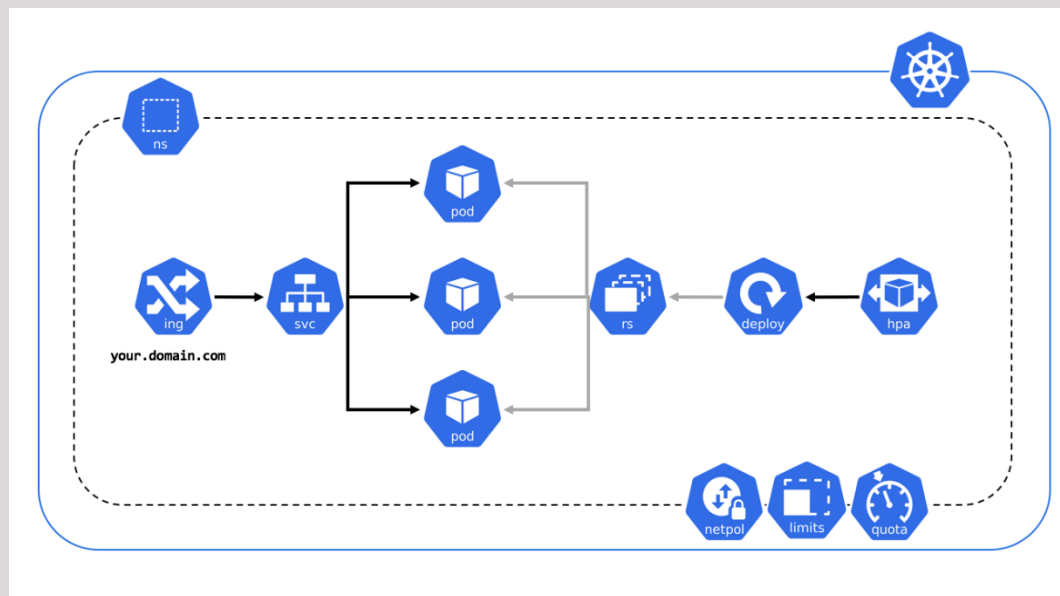 ns
pod
ing
svc
pod
rs
deploy
hpa
your.domain.com
pod
netpol
limits
quota